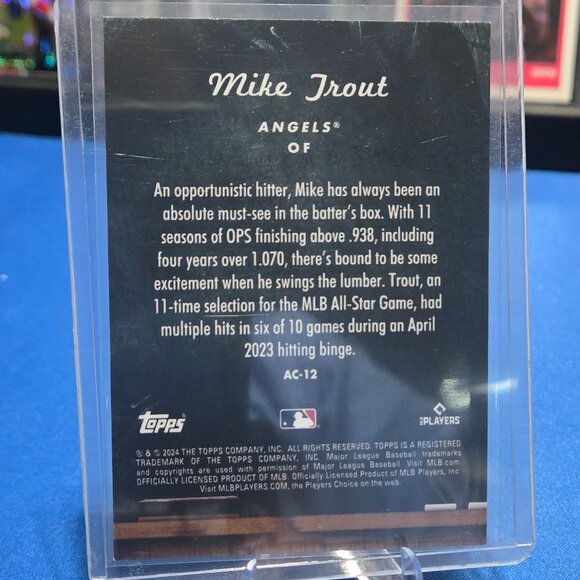 Mike Trout
ANGELS®
OF
An opportunistic hitter, Mike has always been an
absolute must-see in the batter's box. With 11
seasons of OPS finishing above .938, including
four years over 1.070, there's bound to be some
excitement when he swings the lumber. Trout, an
11-time selection for the MLB All-Star Game, had
multiple hits in six of 10 games during an April
2023 hitting binge.
AC-12
topps
PLAYERS
® & © 2024 THE TOPPS COMPANY, INC. ALL RIGHTS RESERVED. TOPPS IS A REGISTERED
TRADEMARK OF THE TOPPS COMPANY, INC. Major League Baseball trademarks
and copyrights are used with permission of Major League Baseball. Visit MLB.com.
OFFICIALLY LICENSED PRODUCT OF MLB. Officially Licensed Product of MLB Players, Inc.
Visit MLBPLAYERS.COM, the Players Choice on the web.